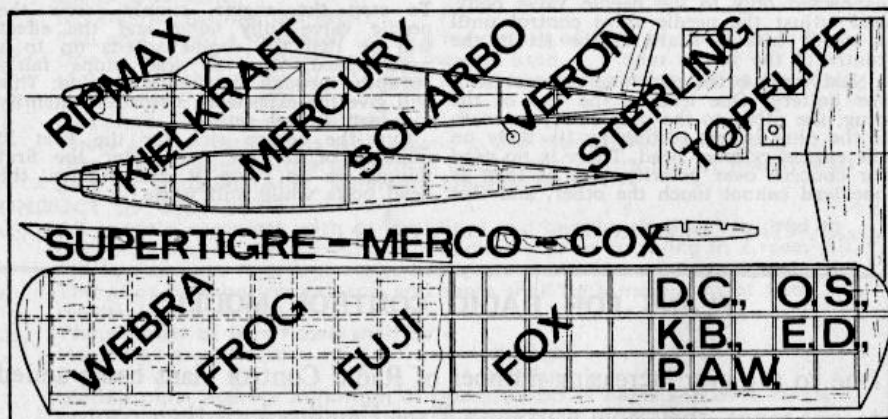 RIPMAX
KIELKRAFT
MERCURY
SOLARBO
VERON
STERLING
TOPFLITE
SUPERTIGRE – MERCO – COX
WEBRA
FROG
FUJI
FOX
D.C., O.S.,
K.B., E.D.,
P.A.W.